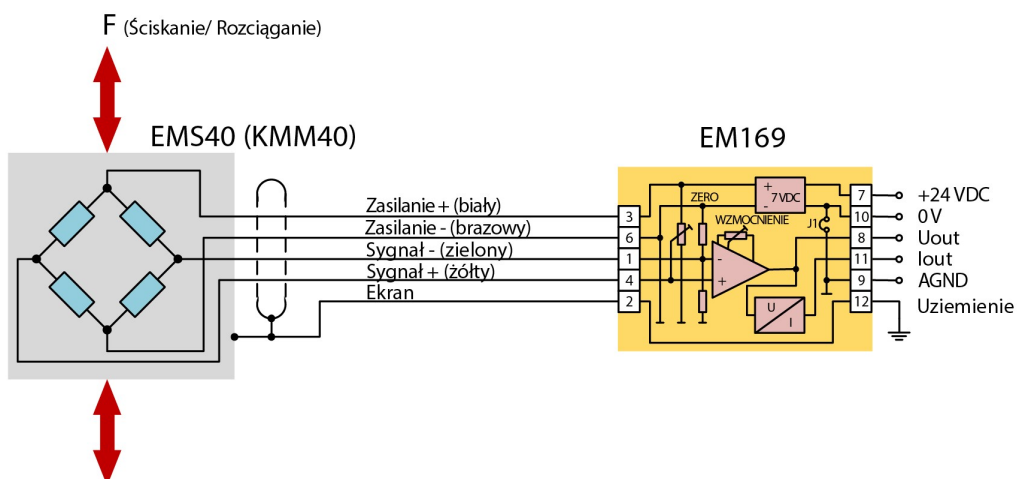 F (Ściskanie/ Rozciąganie)
EMS40 (KMM40)
EM169
Zasilanie + (biały)
Zasilanie - (brazowy)
Sygnał - (zielony)
Sygnał + (żółty)
Ekran
3
6
1
4
2
ZERO
WZMOCNIENIE
+
-
7 VDC
J1
-
+
U
I
7
10
8
11
9
12
+24 VDC
0V
Uout
Iout
AGND
Uziemienie